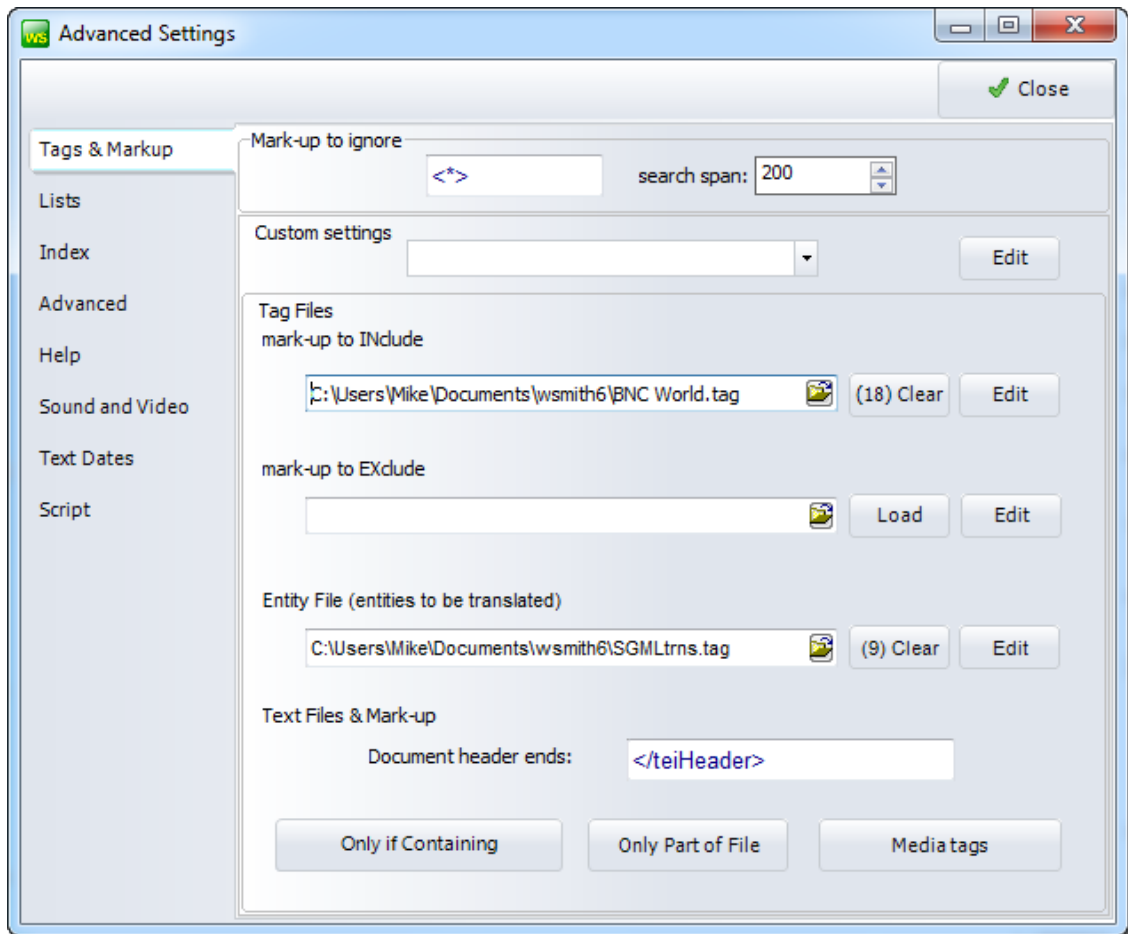 WS Advanced Settings
Close
Tags & Markup
Lists
Index
Advanced
Help
Sound and Video
Text Dates
Script
Mark-up to ignore
<*> search span: 200
Custom settings
Edit
Tag Files
mark-up to INclude
C:\Users\Mike\Documents\wsmith6\BNC World.tag (18) Clear Edit
mark-up to EXclude
Load Edit
Entity File (entities to be translated)
C:\Users\Mike\Documents\wsmith6\SGMLtrns.tag (9) Clear Edit
Text Files & Mark-up
Document header ends: </teiHeader>
Only if Containing Only Part of File Media tags